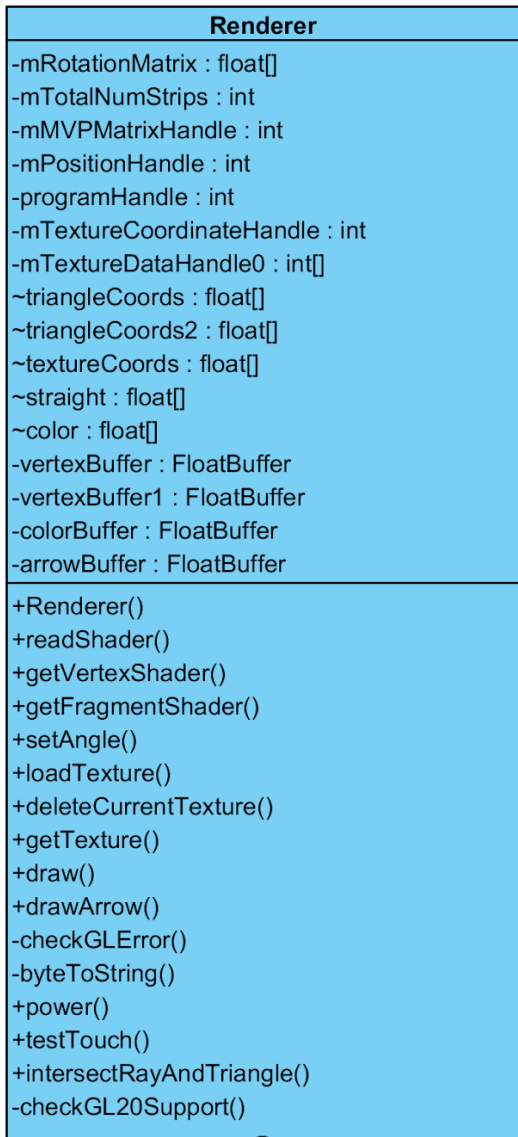 Renderer
-mRotationMatrix : float[]
-mTotalNumStrips : int
-mMVPMatrixHandle : int
-mPositionHandle : int
-programHandle : int
-mTextureCoordinateHandle : int
-mTextureDataHandle0 : int[]
~triangleCoords : float[]
~triangleCoords2 : float[]
~textureCoords : float[]
~straight : float[]
~color : float[]
-vertexBuffer : FloatBuffer
-vertexBuffer1 : FloatBuffer
-colorBuffer : FloatBuffer
-arrowBuffer : FloatBuffer
+Renderer()
+readShader()
+getVertexShader()
+getFragmentShader()
+setAngle()
+loadTexture()
+deleteCurrentTexture()
+getTexture()
+draw()
+drawArrow()
-checkGLError()
-byteToString()
+power()
+testTouch()
+intersectRayAndTriangle()
-checkGL20Support()